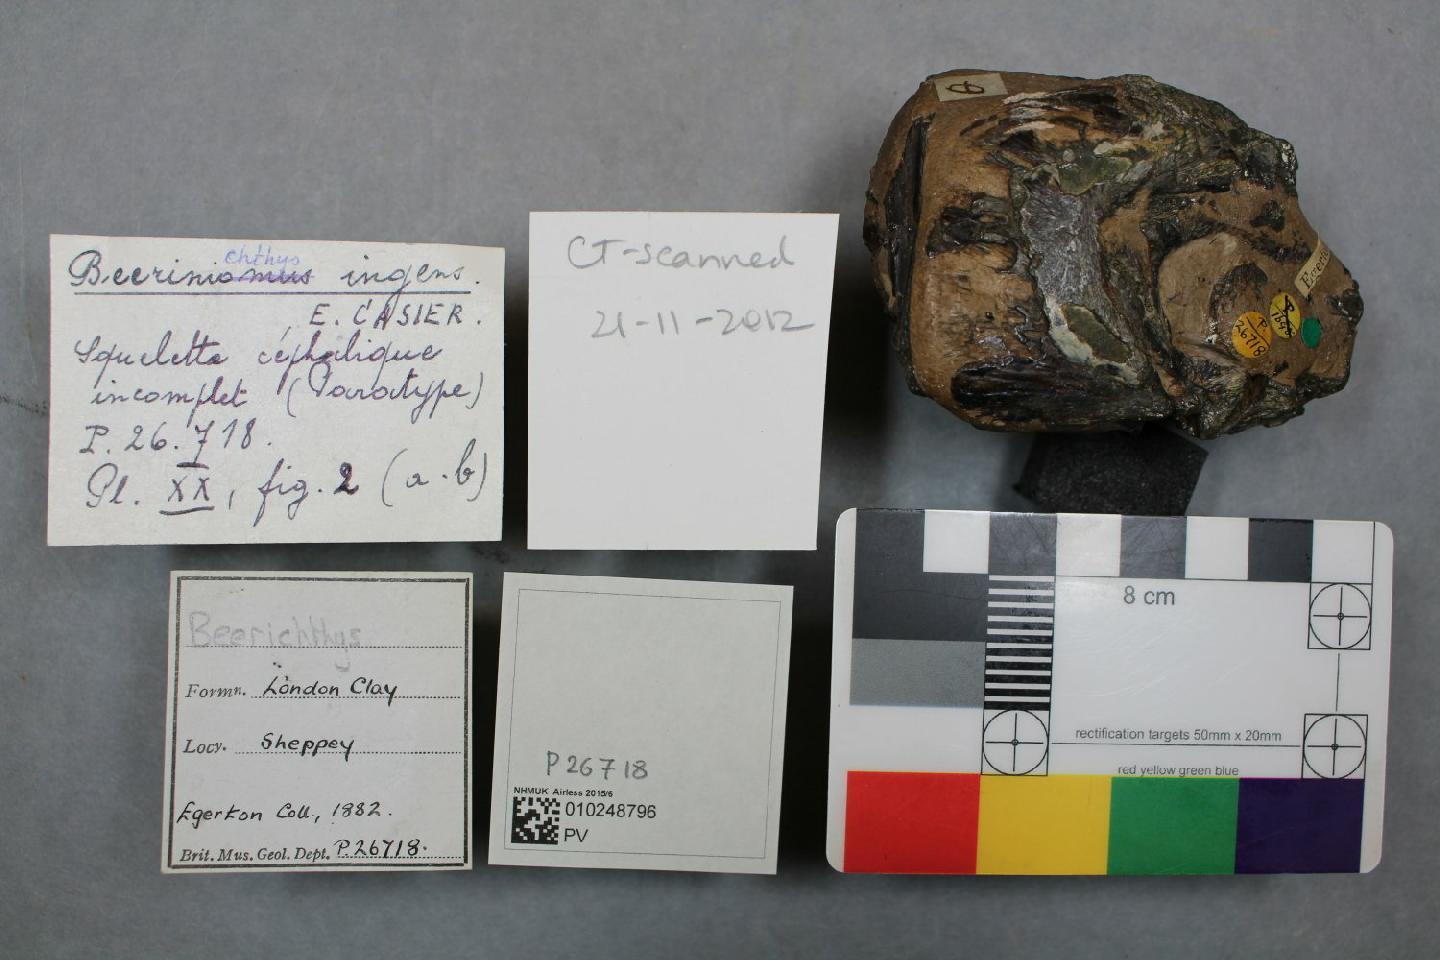 chthys
Beeriniomus ingens.
E. CASIER.
Squelette céphalique
incomplet (Paratype)
P. 26.718.
Pl. XX, fig. 2 (a.b)
CT-scanned
21-11-2012
Beerichthys
Formn. London Clay
Locy. Sheppey
Egerton Coll., 1882.
Brit. Mus. Geol. Dept. P.26718.
P26718
NHMUK Airless 2015/6
010248796
PV
P
26718
8 cm
rectification targets 50mm x 20mm
red yellow green blue